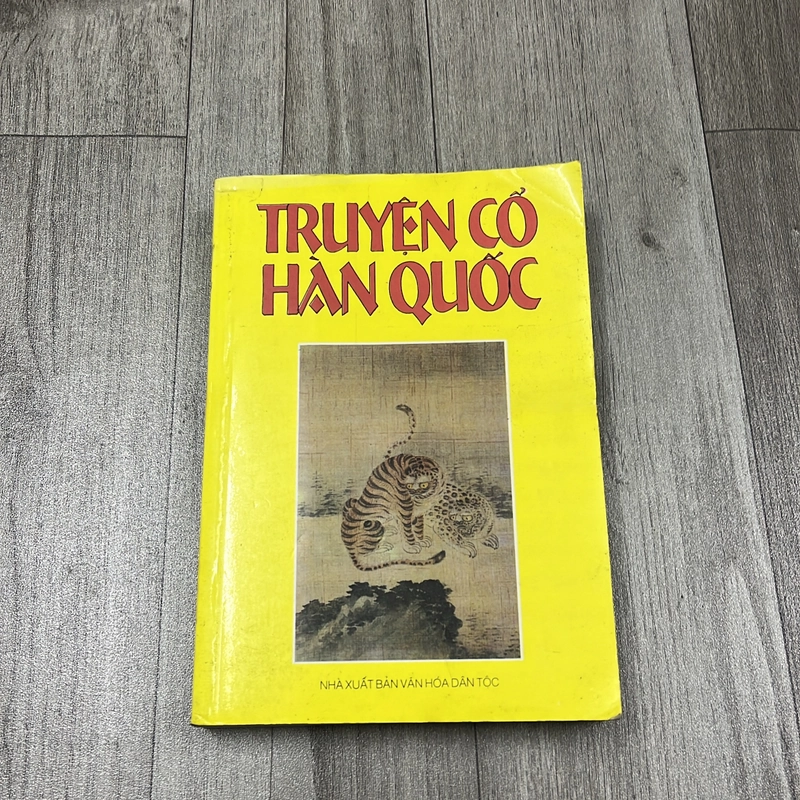 TRUYỆN CỔ
HÀN QUỐC
NHÀ XUẤT BẢN VĂN HÓA DÂN TỘC